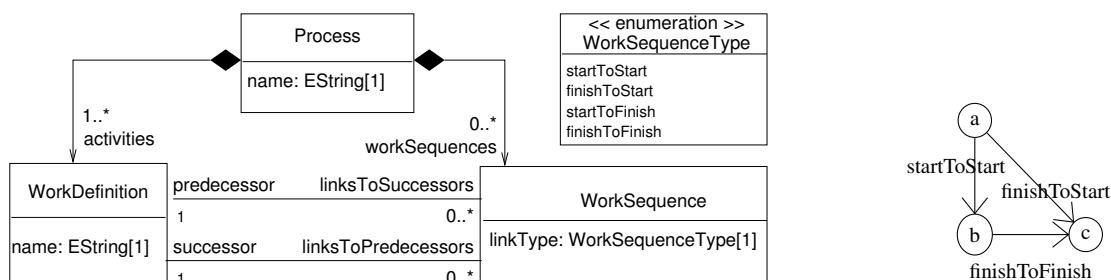 Process
name: EString[1]
<< enumeration >>
WorkSequenceType
startToStart
finishToStart
startToFinish
finishToFinish
1..*
activities
0..*
workSequences
WorkDefinition
name: EString[1]
predecessor linksToSuccessors
1 0..*
successor linksToPredecessors
1 0..*
WorkSequence
linkType: WorkSequenceType[1]
a
startToStart
finishToStart
b
c
finishToFinish